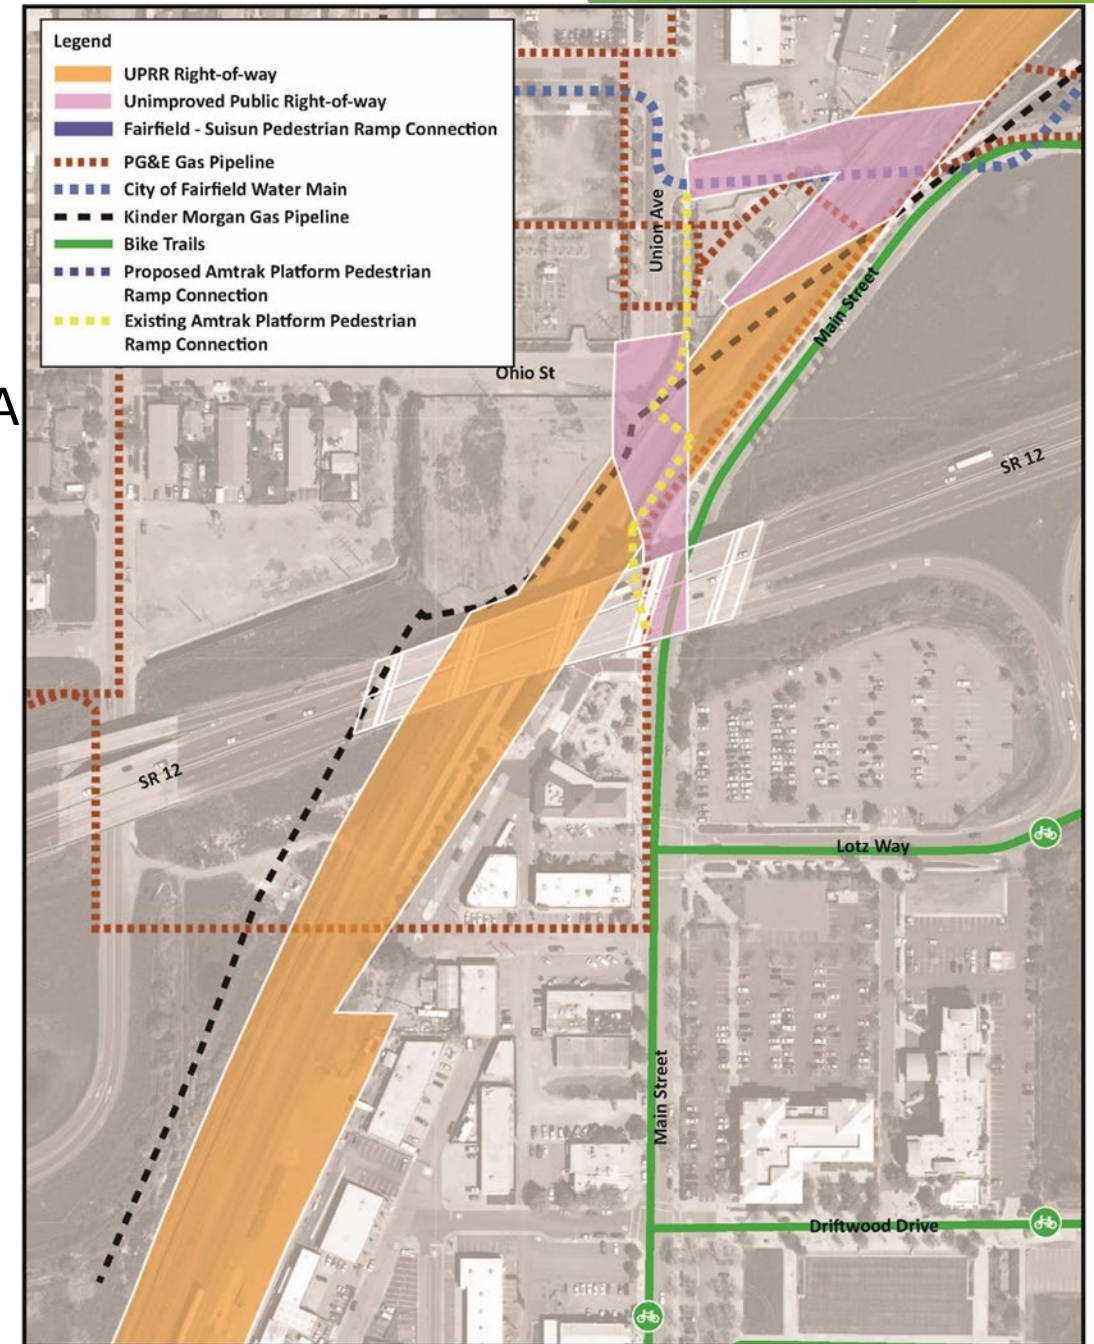 Legend
UPRR Right-of-way
Unimproved Public Right-of-way
Fairfield - Suisun Pedestrian Ramp Connection
PG&E Gas Pipeline
City of Fairfield Water Main
Kinder Morgan Gas Pipeline
Bike Trails
Proposed Amtrak Platform Pedestrian
Ramp Connection
Existing Amtrak Platform Pedestrian
Ramp Connection
Union Ave
Main Street
Ohio St
A
SR 12
SR 12
Lotz Way
Main Street
Driftwood Drive